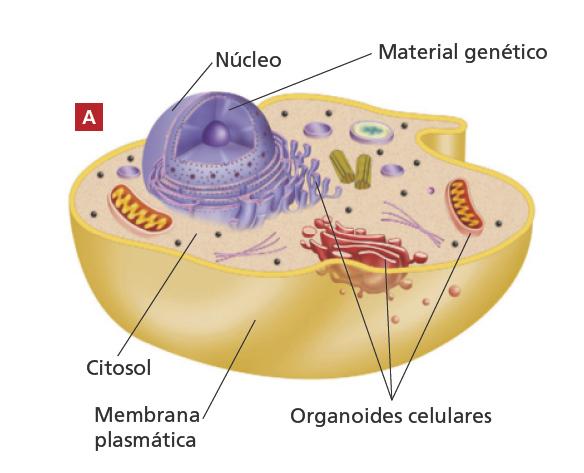 Núcleo
Material genético
A
Citosol
Membrana
plasmática
Organoides celulares